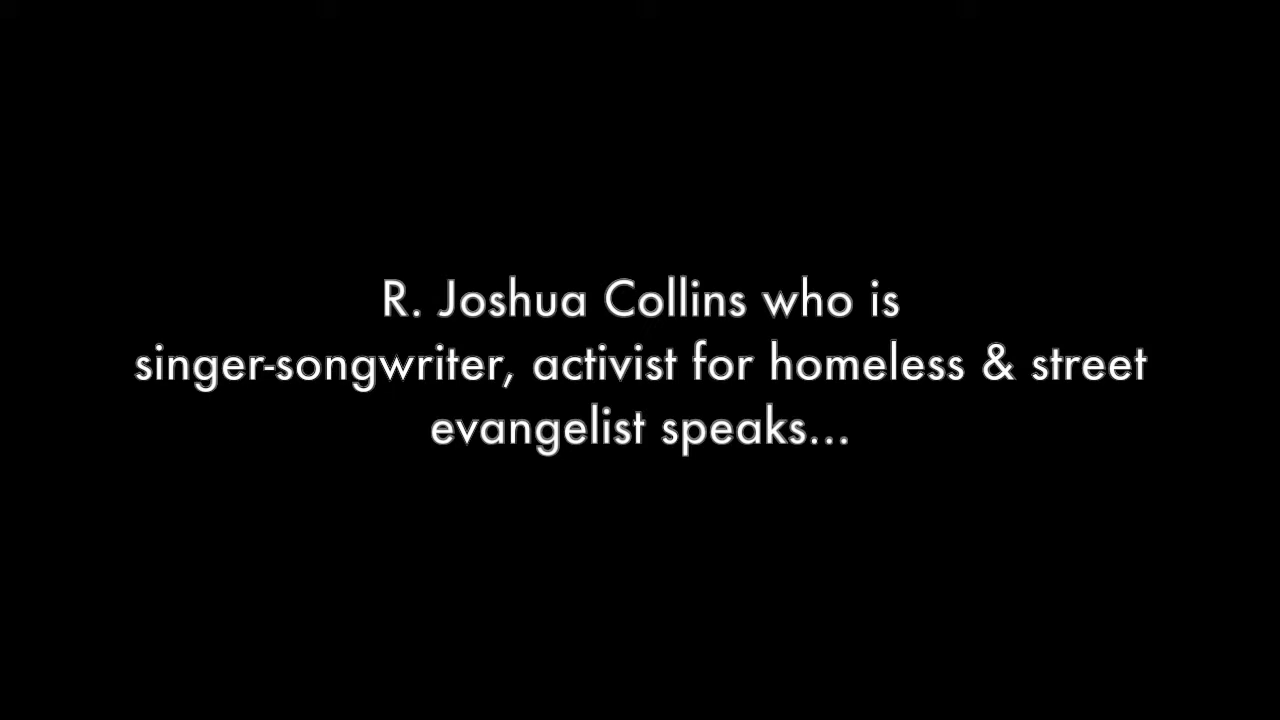 R. Joshua Collins who is
singer-songwriter, activist for homeless & street
evangelist speaks...